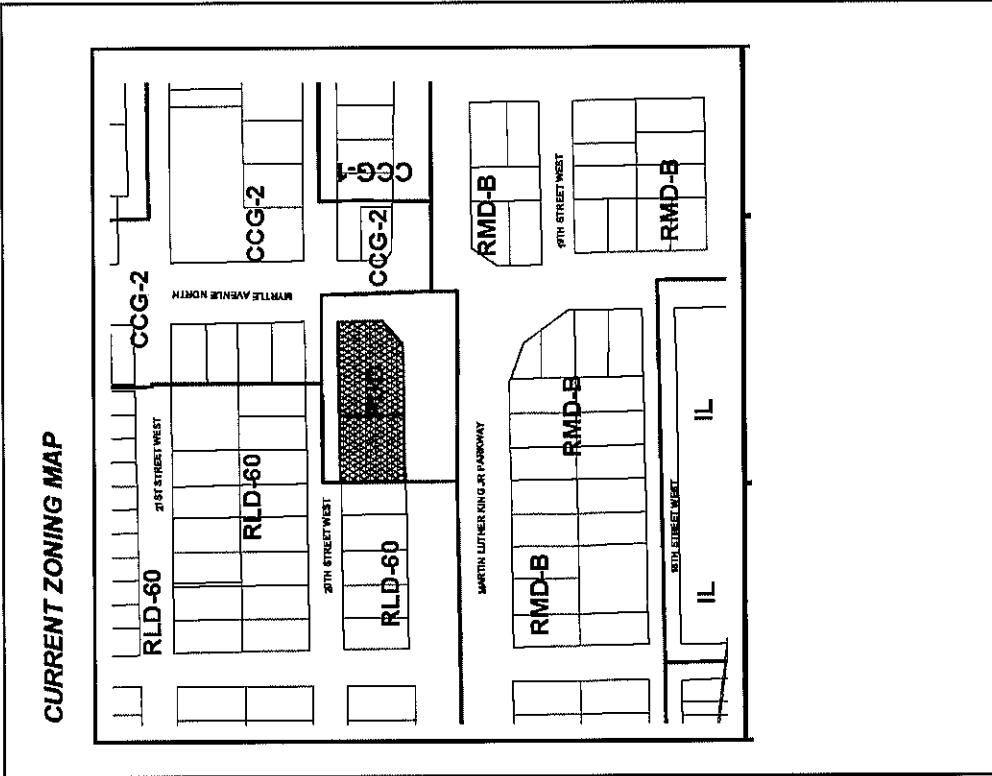 CURRENT ZONING MAP
RLD-60
CCG-2
21ST STREET WEST
MYRTLE AVENUE NORTH
RLD-60
CCG-2
20TH STREET WEST
RLD-60
CCG-2
CCG-1
MARTIN LUTHER KING JR PARKWAY
RMD-B
RMD-B
RMD-B
19TH STREET WEST
RMD-B
18TH STREET WEST
IL
IL